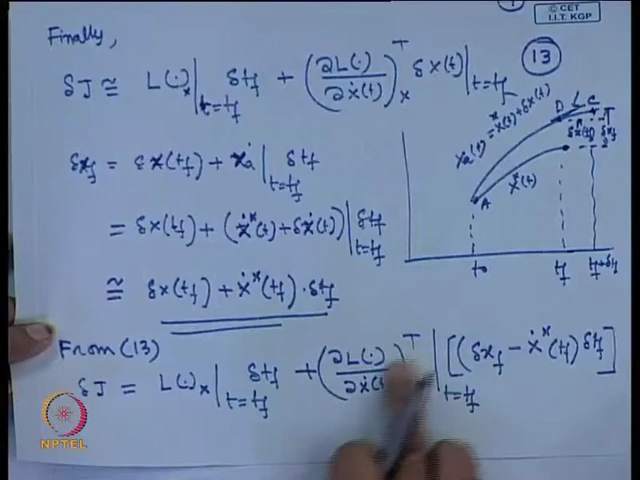 © CET
I.I.T. KGP
Finally,
13
δJ ≅ L(·)|* t=tf δtf + (∂L(·)/∂ẋ(t))ᵀ* δx(t)|t=tf
δxf = δx(tf) + ẋa|t=tf δtf
= δx(tf) + (ẋ*(t) + δẋ(t))|t=tf δtf
≅ δx(tf) + ẋ*(tf)·δtf
xa(t) = x*(t) + δx(t)
D
C
x*(t)
A
δx(tf)
δxf
t0
tf
tf+δtf
From (13)
δJ = L(·)*|t=tf δtf + (∂L(·)/∂ẋ(t))ᵀ|t=tf [(δxf − ẋ*(tf) δtf]
NPTEL